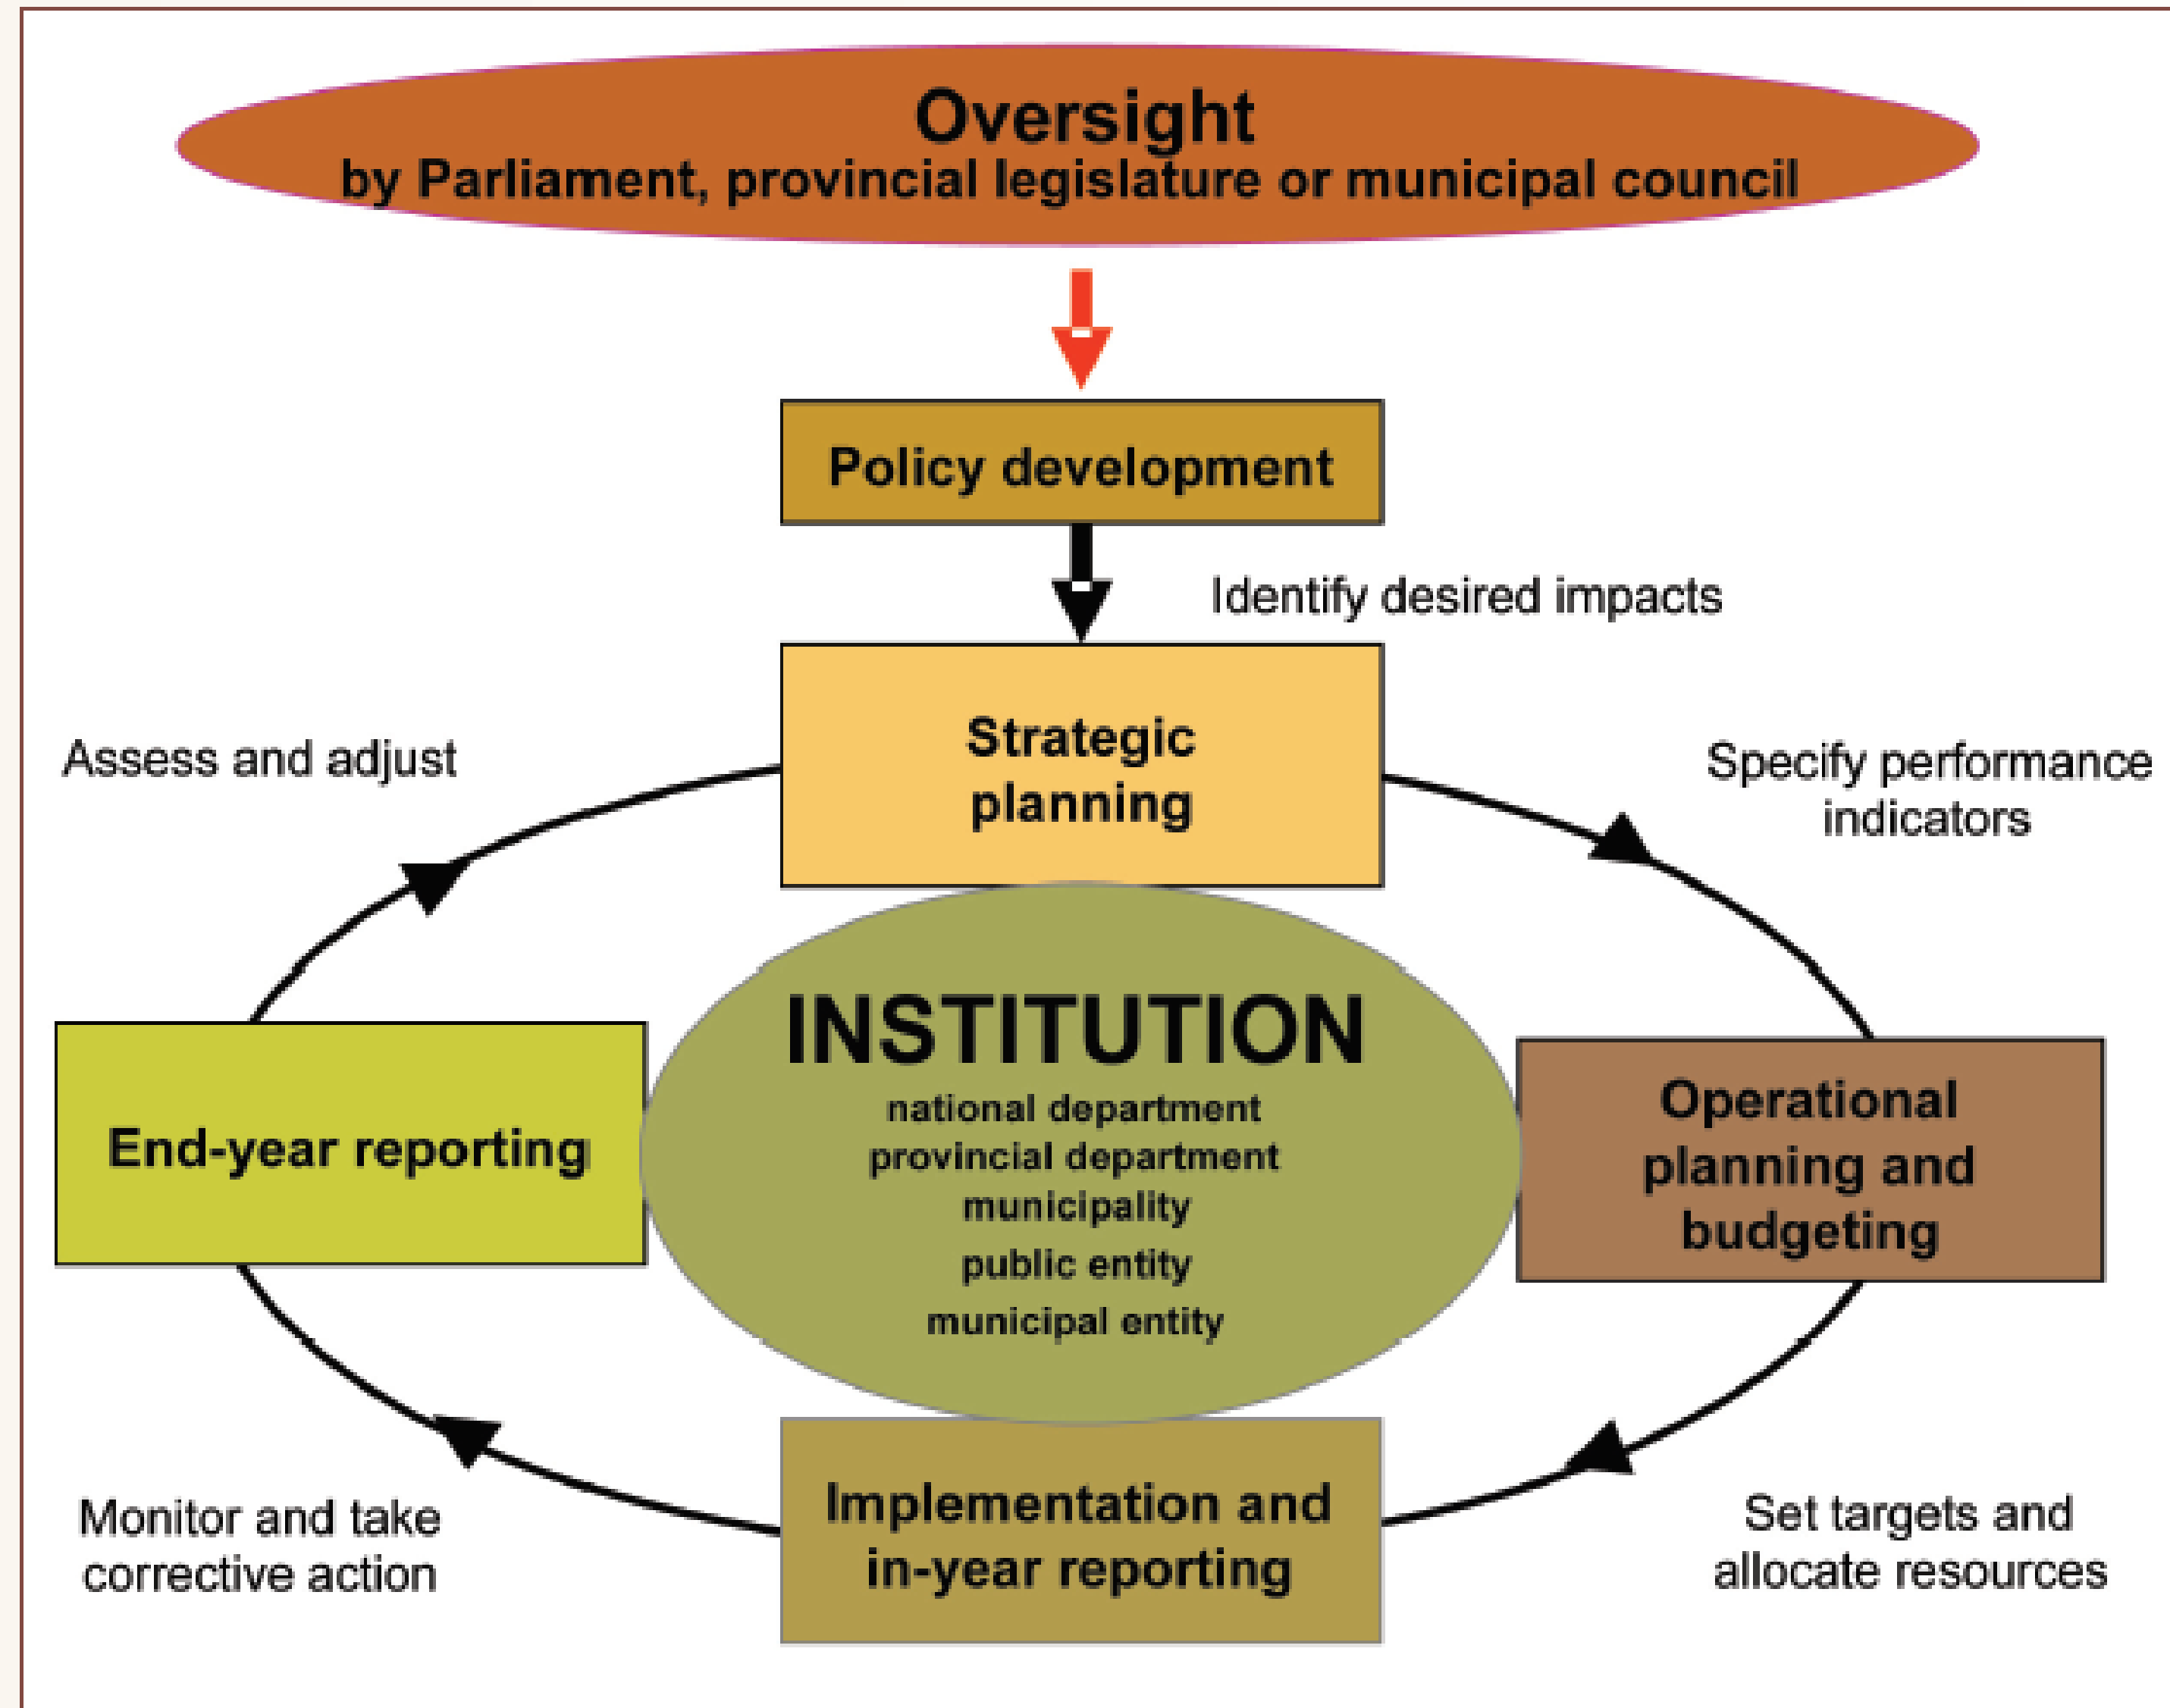 Oversight
by Parliament, provincial legislature or municipal council
Policy development
Identify desired impacts
Strategic
planning
Assess and adjust
Specify performance
indicators
INSTITUTION
national department
provincial department
municipality
public entity
municipal entity
End-year reporting
Operational
planning and
budgeting
Implementation and
in-year reporting
Monitor and take
corrective action
Set targets and
allocate resources